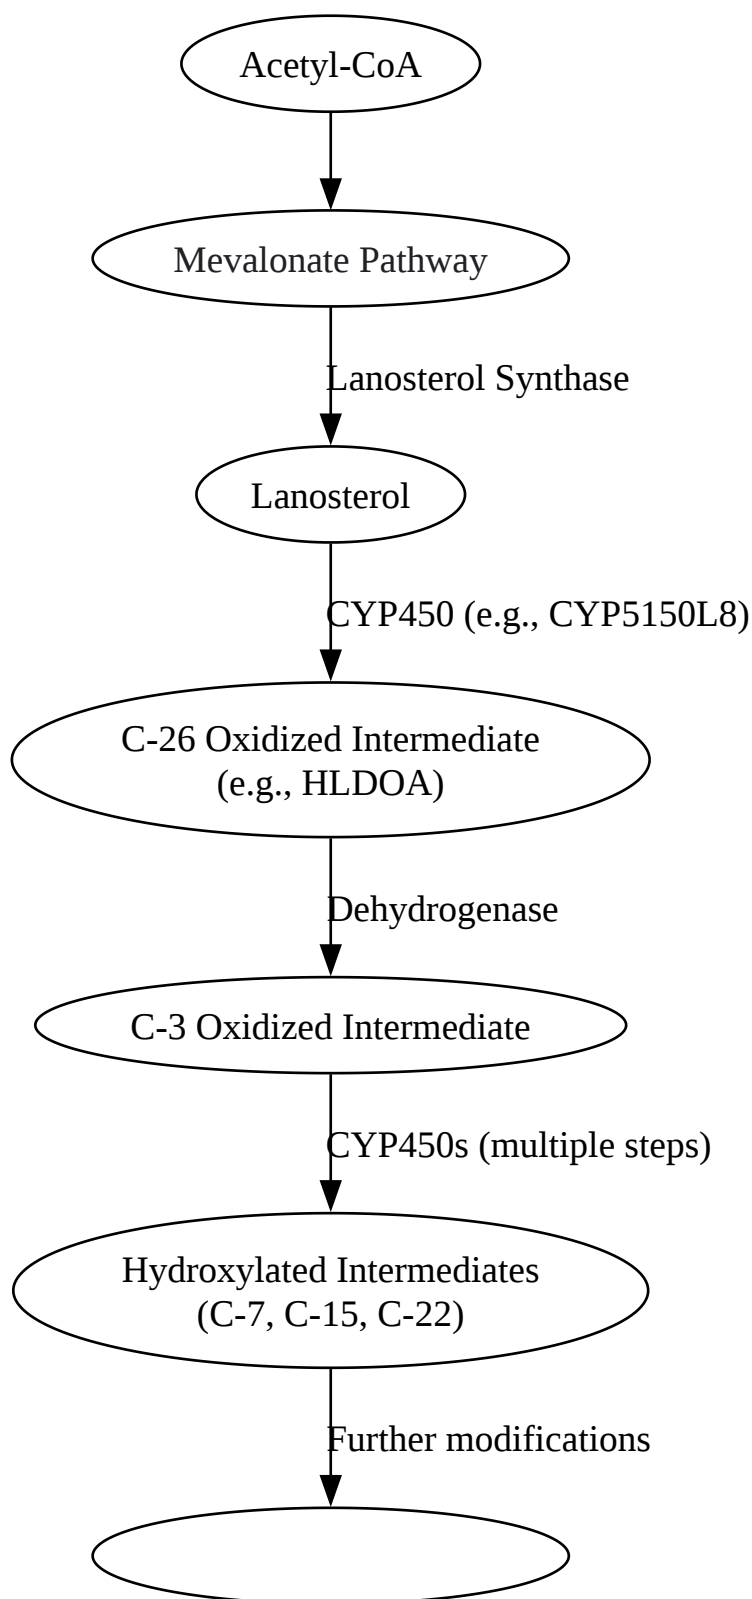 Acetyl-CoA
Mevalonate Pathway
Lanosterol Synthase
Lanosterol
CYP450 (e.g., CYP5150L8)
C-26 Oxidized Intermediate
(e.g., HLDOA)
Dehydrogenase
C-3 Oxidized Intermediate
CYP450s (multiple steps)
Hydroxylated Intermediates
(C-7, C-15, C-22)
Further modifications